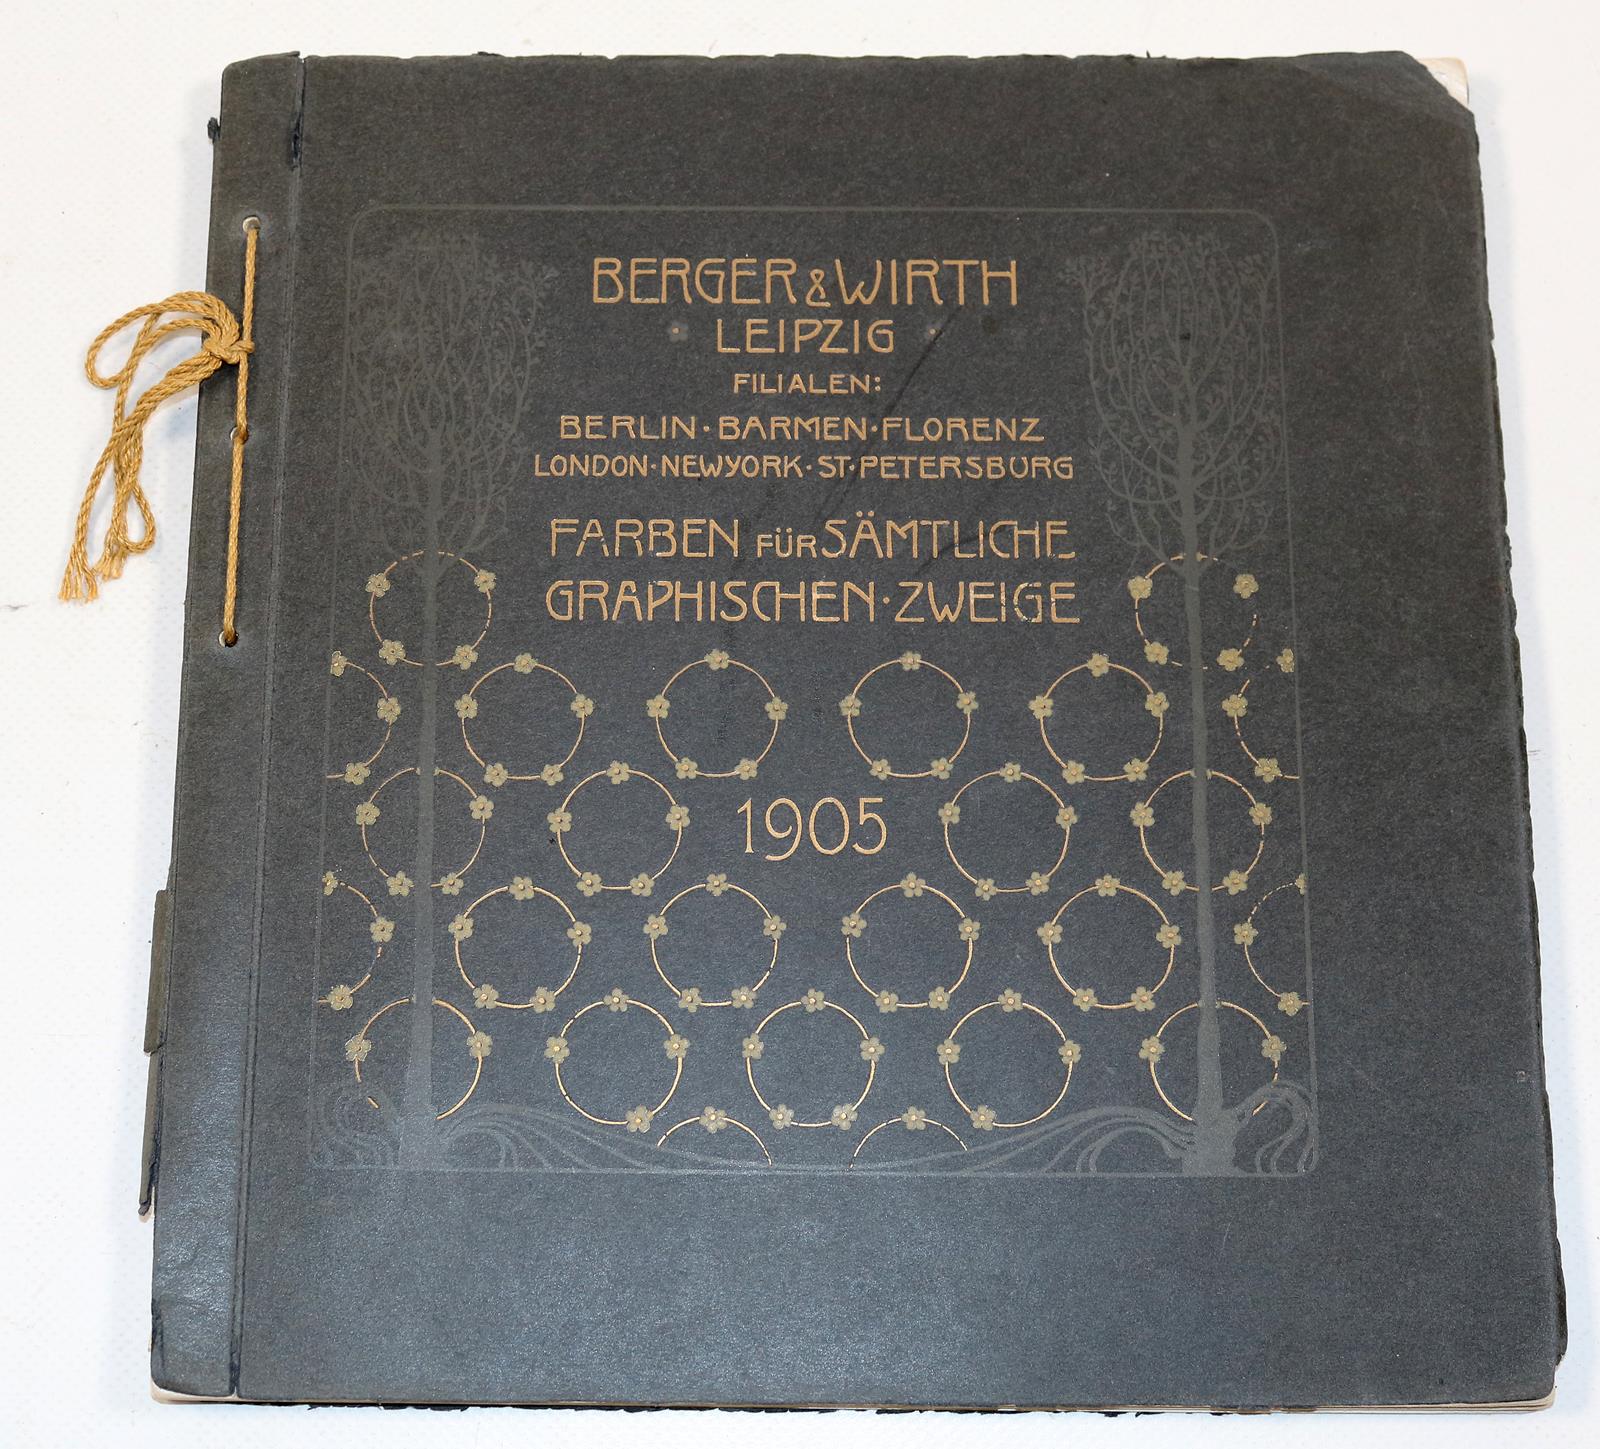 BERGER & WIRTH
· LEIPZIG ·
FILIALEN:
BERLIN · BARMEN · FLORENZ
LONDON · NEWYORK · ST · PETERSBURG
FARBEN FÜR SÄMTLICHE
GRAPHISCHEN · ZWEIGE
1905